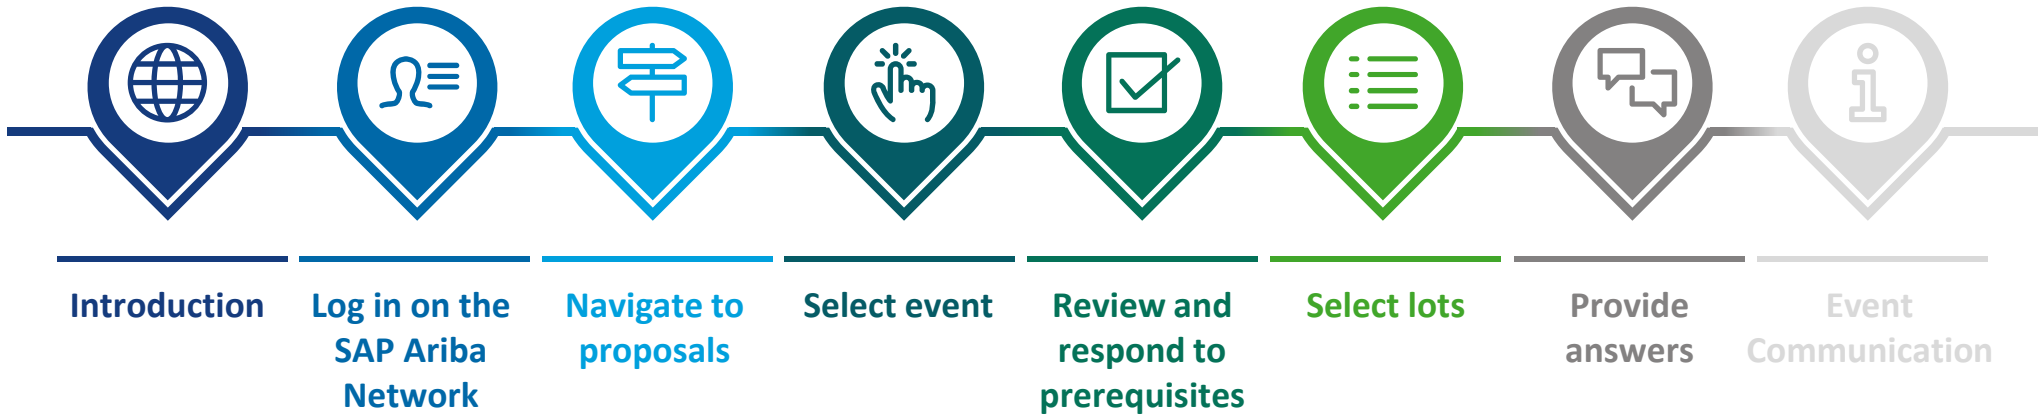 Introduction
Log in on the
SAP Ariba
Network
Navigate to
proposals
Select event
Review and
respond to
prerequisites
Select lots
Provide
answers
Event
Communication